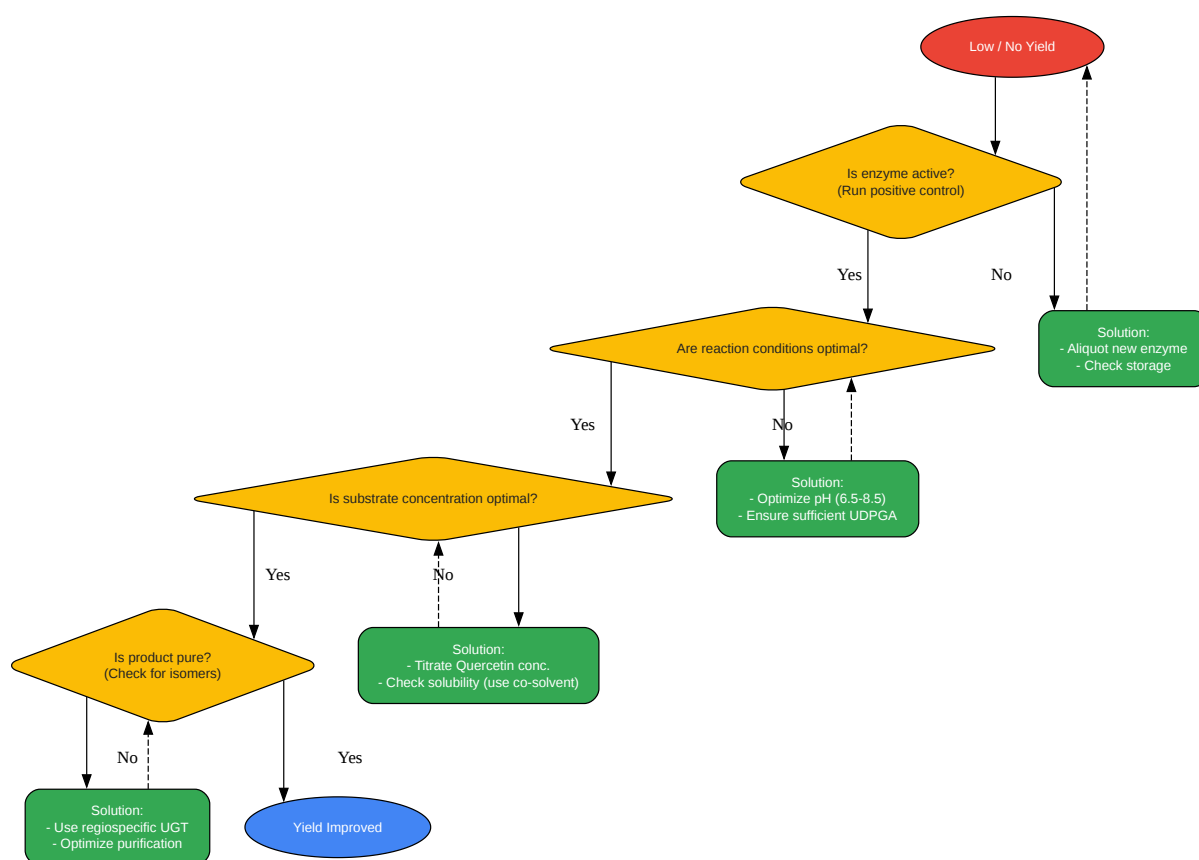 Low / No Yield
Is enzyme active?
(Run positive control)
Yes
No
Solution:
- Aliquot new enzyme
- Check storage
Are reaction conditions optimal?
Yes
No
Solution:
- Optimize pH (6.5-8.5)
- Ensure sufficient UDPGA
Is substrate concentration optimal?
Yes
No
Solution:
- Titrate Quercetin conc.
- Check solubility (use co-solvent)
Is product pure?
(Check for isomers)
No
Yes
Solution:
- Use regiospecific UGT
- Optimize purification
Yield Improved